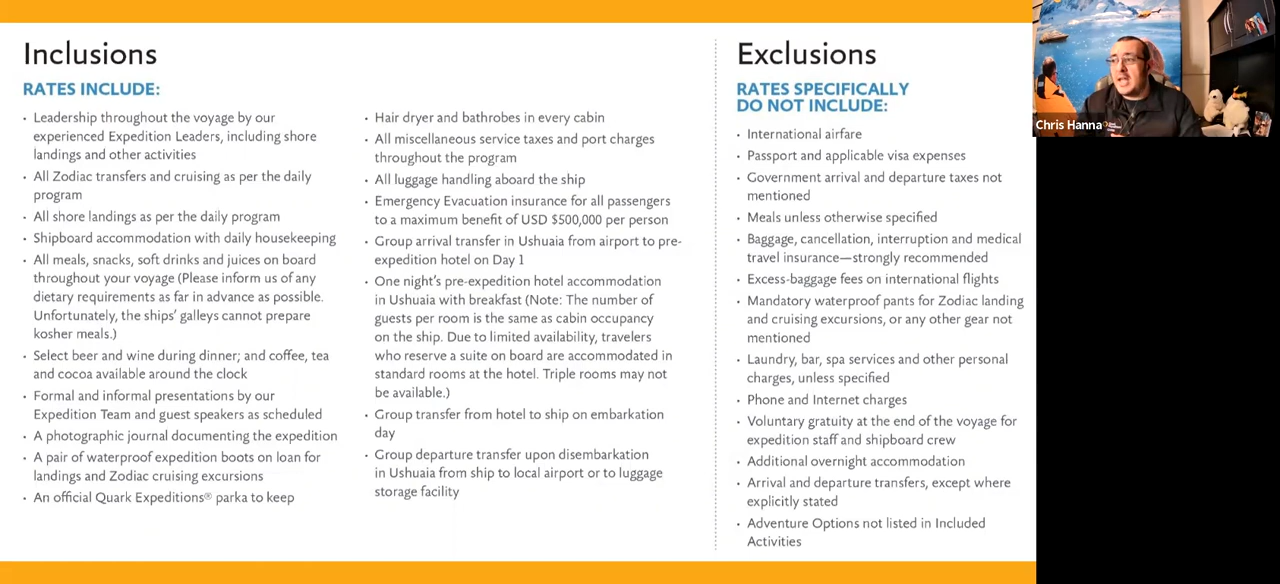 Inclusions
RATES INCLUDE:
• Leadership throughout the voyage by our
experienced Expedition Leaders, including shore
landings and other activities
• All Zodiac transfers and cruising as per the daily
program
• All shore landings as per the daily program
• Shipboard accommodation with daily housekeeping
• All meals, snacks, soft drinks and juices on board
throughout your voyage (Please inform us of any
dietary requirements as far in advance as possible.
Unfortunately, the ships' galleys cannot prepare
kosher meals.)
• Select beer and wine during dinner; and coffee, tea
and cocoa available around the clock
• Formal and informal presentations by our
Expedition Team and guest speakers as scheduled
• A photographic journal documenting the expedition
• A pair of waterproof expedition boots on loan for
landings and Zodiac cruising excursions
• An official Quark Expeditions® parka to keep
• Hair dryer and bathrobes in every cabin
• All miscellaneous service taxes and port charges
throughout the program
• All luggage handling aboard the ship
• Emergency Evacuation insurance for all passengers
to a maximum benefit of USD $500,000 per person
• Group arrival transfer in Ushuaia from airport to pre-
expedition hotel on Day 1
• One night's pre-expedition hotel accommodation
in Ushuaia with breakfast (Note: The number of
guests per room is the same as cabin occupancy
on the ship. Due to limited availability, travelers
who reserve a suite on board are accommodated in
standard rooms at the hotel. Triple rooms may not
be available.)
• Group transfer from hotel to ship on embarkation
day
• Group departure transfer upon disembarkation
in Ushuaia from ship to local airport or to luggage
storage facility
Exclusions
RATES SPECIFICALLY
DO NOT INCLUDE:
• International airfare
• Passport and applicable visa expenses
• Government arrival and departure taxes not
mentioned
• Meals unless otherwise specified
• Baggage, cancellation, interruption and medical
travel insurance—strongly recommended
• Excess-baggage fees on international flights
• Mandatory waterproof pants for Zodiac landing
and cruising excursions, or any other gear not
mentioned
• Laundry, bar, spa services and other personal
charges, unless specified
• Phone and Internet charges
• Voluntary gratuity at the end of the voyage for
expedition staff and shipboard crew
• Additional overnight accommodation
• Arrival and departure transfers, except where
explicitly stated
• Adventure Options not listed in Included
Activities
Chris Hanna